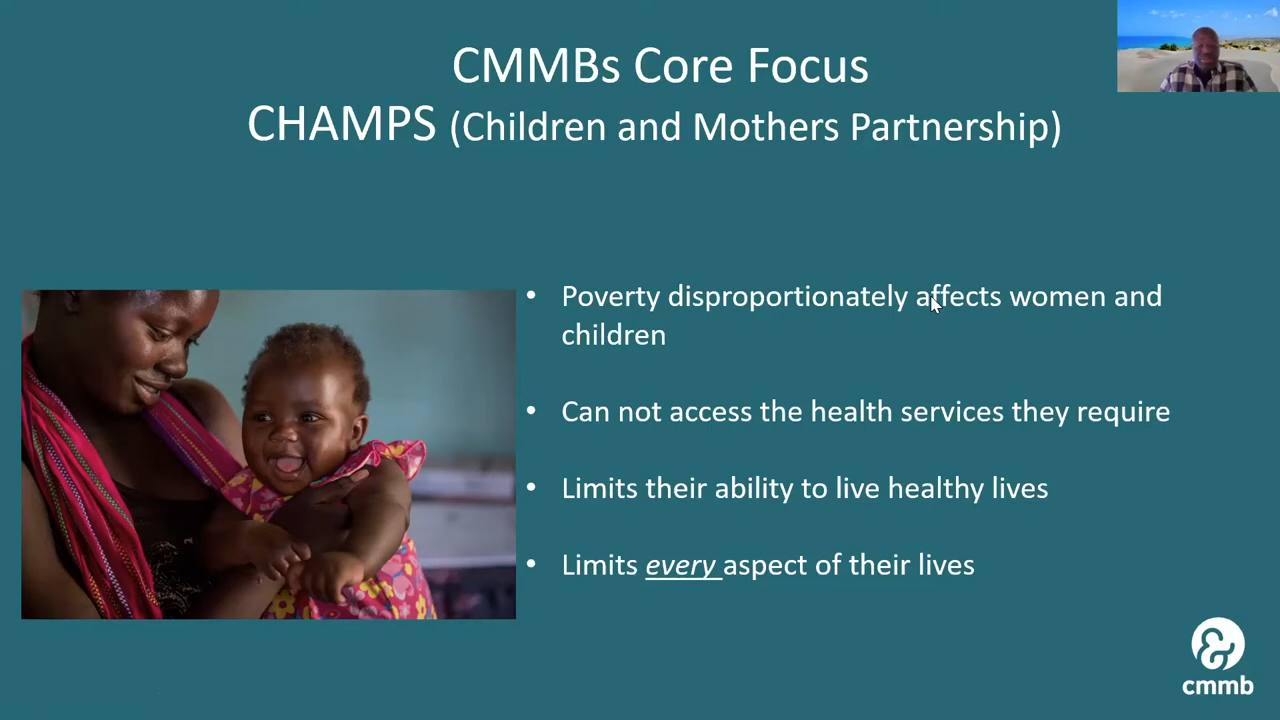 CMMBs Core Focus
CHAMPS (Children and Mothers Partnership)
• Poverty disproportionately affects women and
children
• Can not access the health services they require
• Limits their ability to live healthy lives
• Limits every aspect of their lives
cmmb